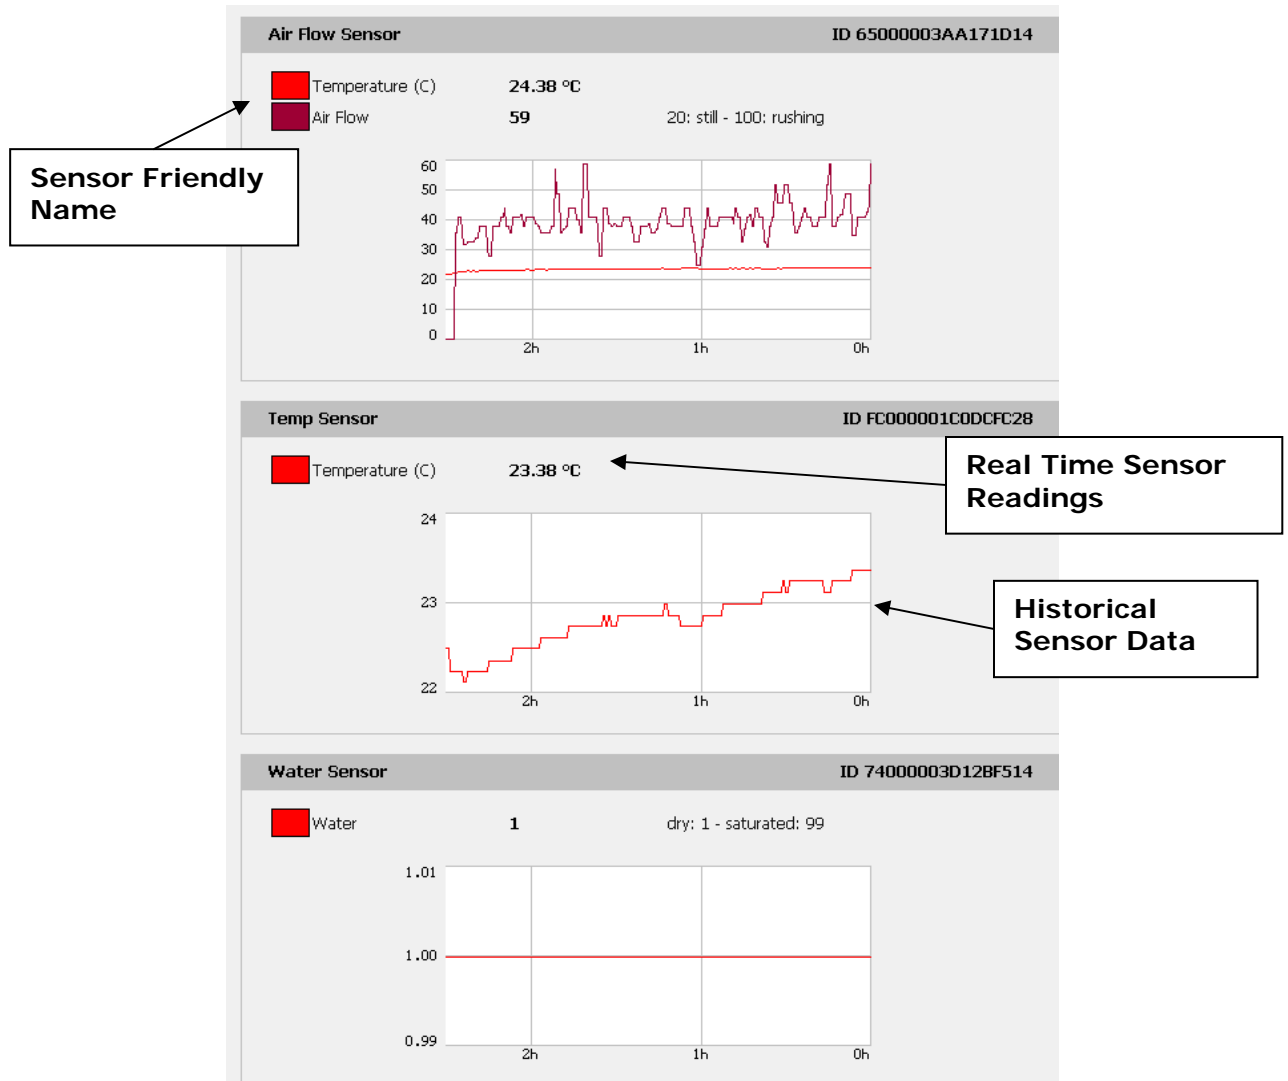 Air Flow Sensor ID 65000003AA171D14
Temperature (C) 24.38 °C
Air Flow 59 20: still - 100: rushing
Sensor Friendly
Name
60
50
40
30
20
10
0
2h 1h 0h
Temp Sensor ID FC000001C0DCFC28
Temperature (C) 23.38 °C
Real Time Sensor
Readings
24
23
22
2h 1h 0h
Historical
Sensor Data
Water Sensor ID 74000003D12BF514
Water 1 dry: 1 - saturated: 99
1.01
1.00
0.99
2h 1h 0h